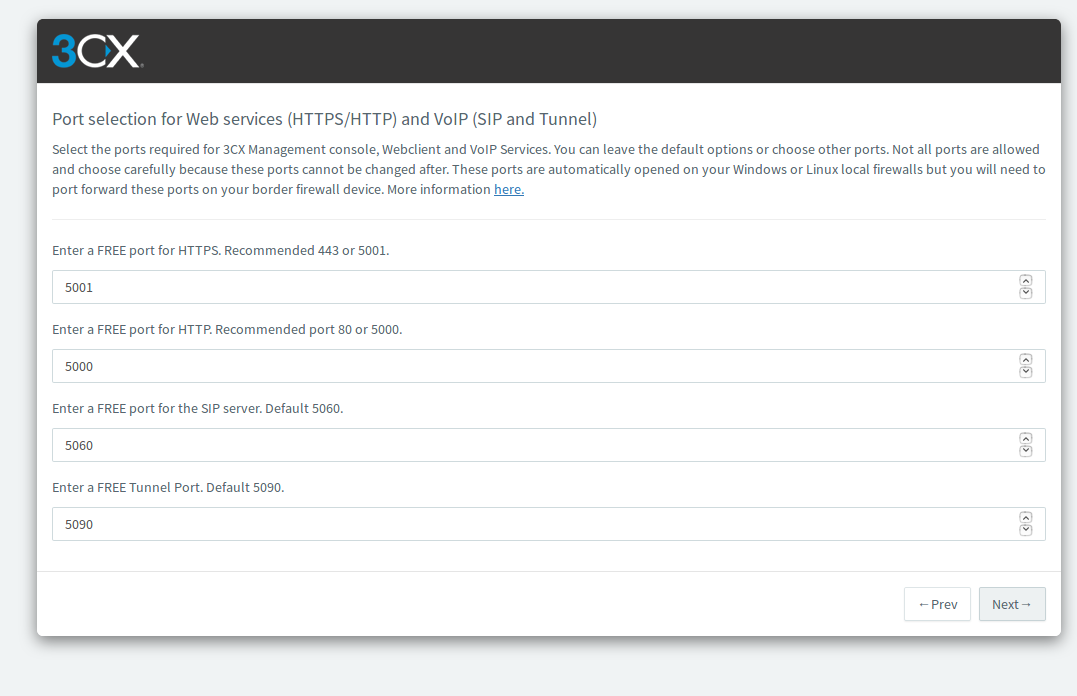 3CX
Port selection for Web services (HTTPS/HTTP) and VoIP (SIP and Tunnel)
Select the ports required for 3CX Management console, Webclient and VoIP Services. You can leave the default options or choose other ports. Not all ports are allowed
and choose carefully because these ports cannot be changed after. These ports are automatically opened on your Windows or Linux local firewalls but you will need to
port forward these ports on your border firewall device. More information here.
Enter a FREE port for HTTPS. Recommended 443 or 5001.
5001
Enter a FREE port for HTTP. Recommended port 80 or 5000.
5000
Enter a FREE port for the SIP server. Default 5060.
5060
Enter a FREE Tunnel Port. Default 5090.
5090
←Prev Next→